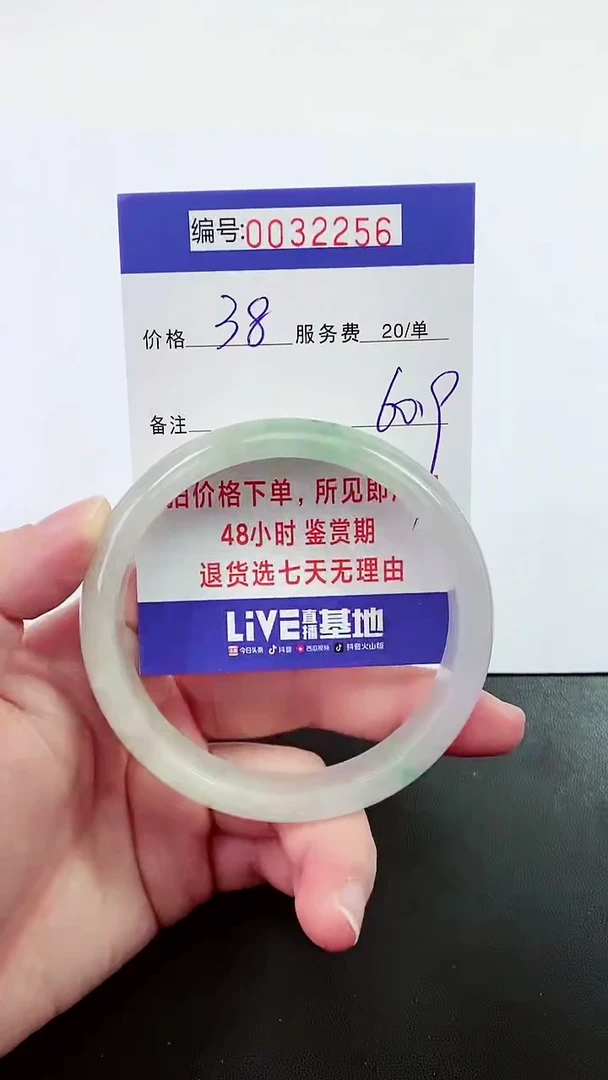 编号:0032256
价格 38 服务费 20/单
备注 60.9
拍价格下单，所见即
48小时 鉴赏期
退货选七天无理由
LiVE直播基地
今日头条 抖音 西瓜视频 抖音火山版